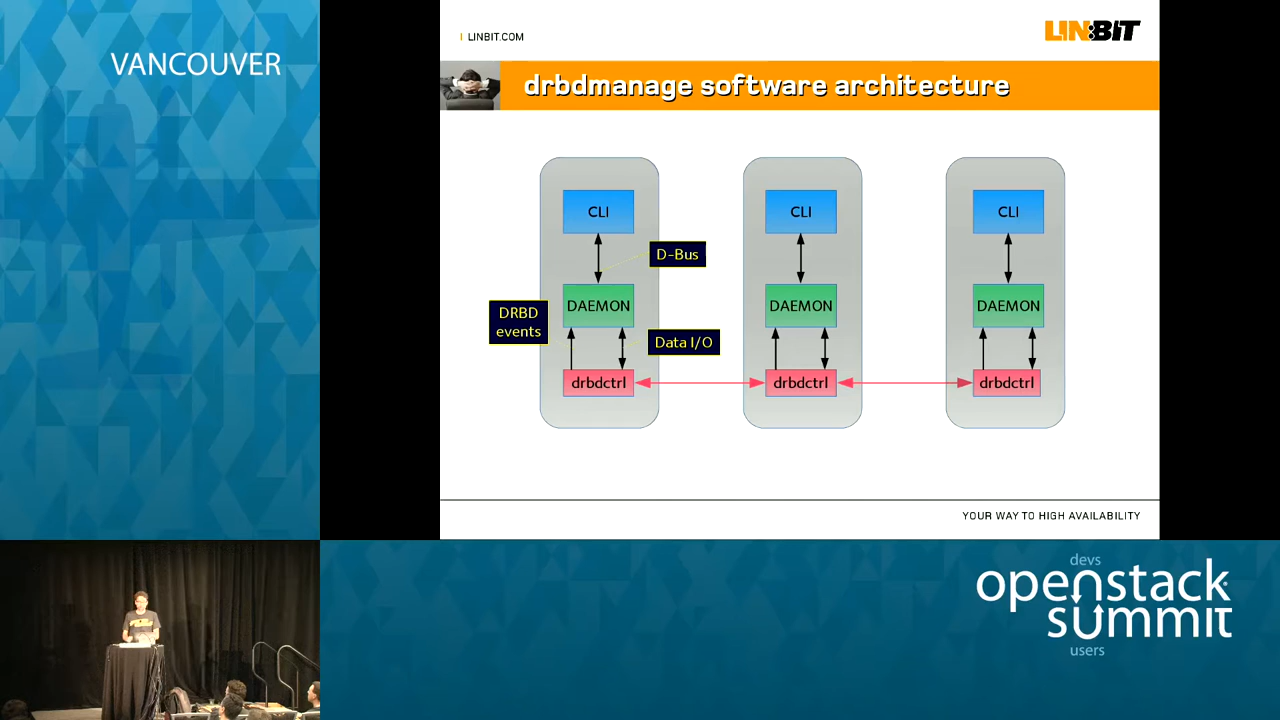 VANCOUVER
LINBIT.COM
LINBIT
drbdmanage software architecture
CLI
CLI
CLI
D-Bus
DAEMON
DAEMON
DAEMON
DRBD
events
Data I/O
drbdctrl
drbdctrl
drbdctrl
YOUR WAY TO HIGH AVAILABILITY
devs
openstack
summit
users